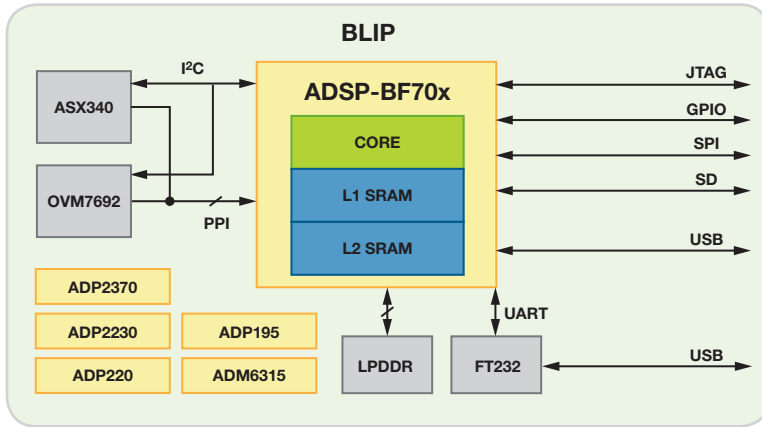 BLIP
I²C
ASX340
ADSP-BF70x
JTAG
GPIO
CORE
SPI
OVM7692
L1 SRAM
SD
PPI
L2 SRAM
USB
ADP2370
ADP2230
ADP195
UART
ADP220
ADM6315
LPDDR
FT232
USB